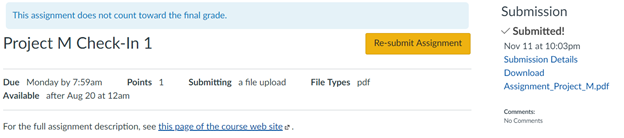 This assignment does not count toward the final grade.
Project M Check-In 1
Re-submit Assignment
Due Monday by 7:59am Points 1 Submitting a file upload File Types pdf
Available after Aug 20 at 12am
For the full assignment description, see this page of the course web site.
Submission
✓ Submitted!
Nov 11 at 10:03pm
Submission Details
Download
Assignment_Project_M.pdf
Comments:
No Comments